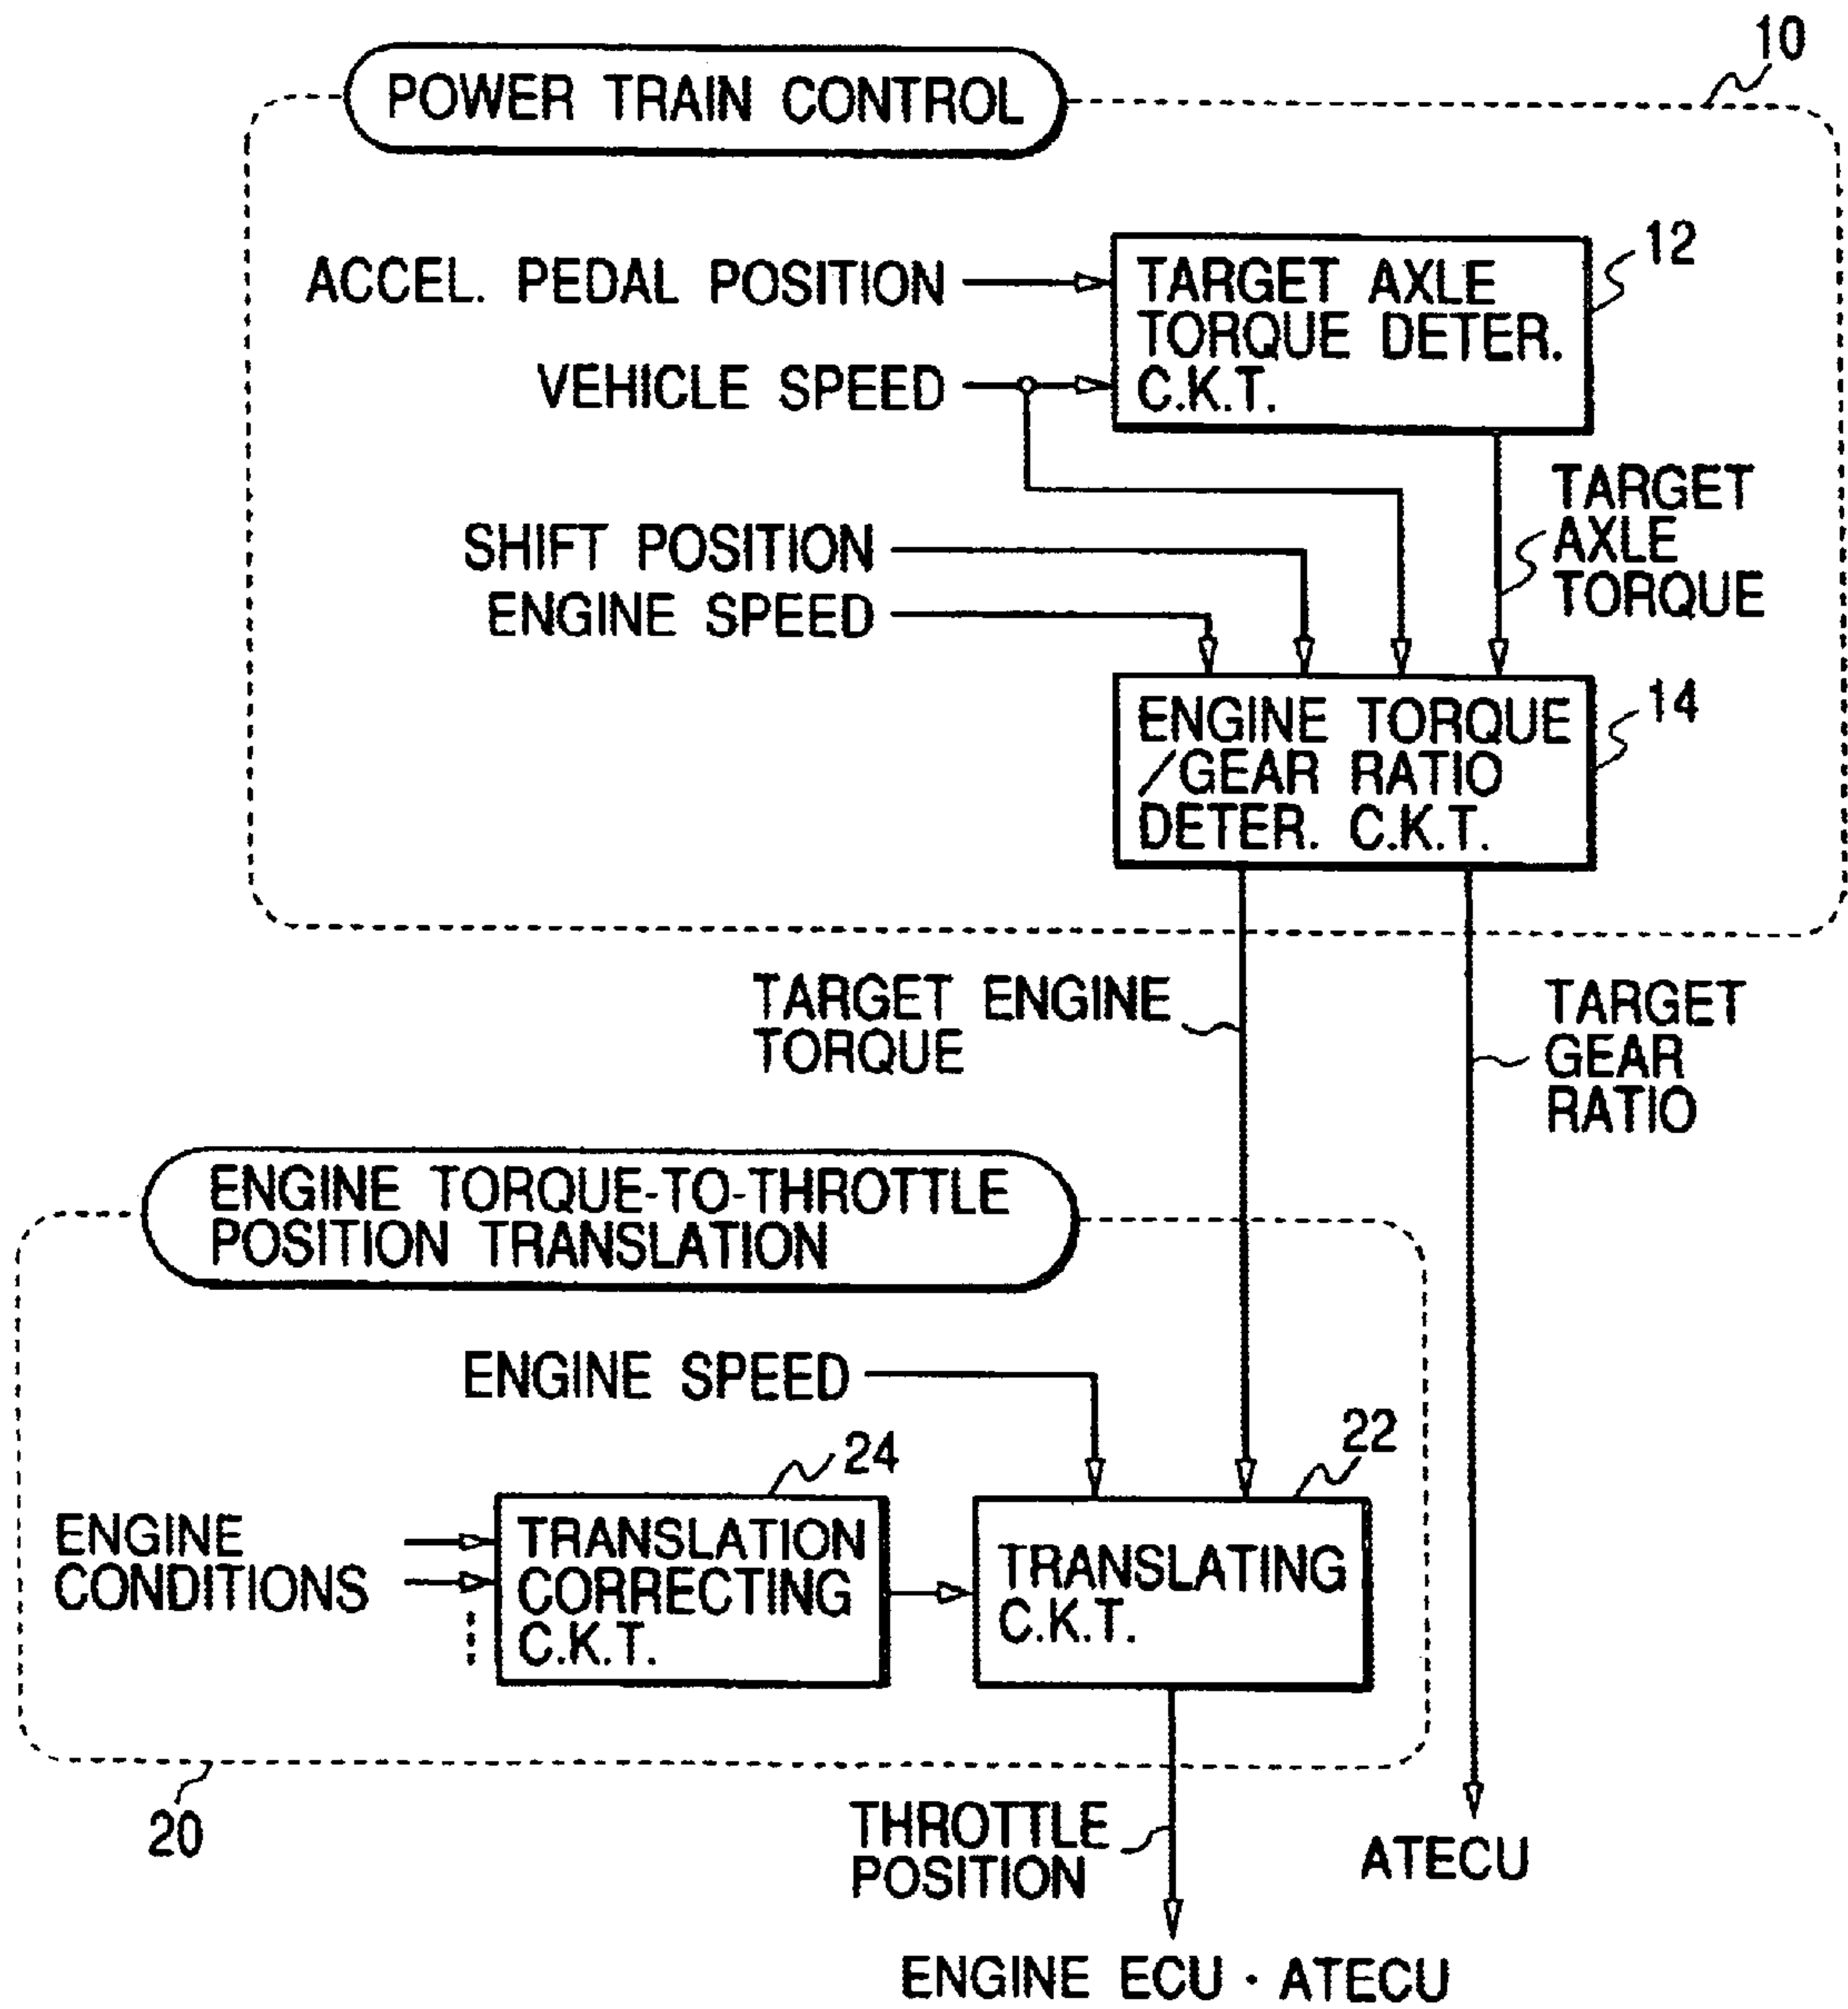 10
POWER TRAIN CONTROL
12
ACCEL. PEDAL POSITION
TARGET AXLE
TORQUE DETER.
C.K.T.
VEHICLE SPEED
TARGET
AXLE
TORQUE
SHIFT POSITION
ENGINE SPEED
14
ENGINE TORQUE
/GEAR RATIO
DETER. C.K.T.
TARGET ENGINE
TORQUE
TARGET
GEAR
RATIO
ENGINE TORQUE-TO-THROTTLE
POSITION TRANSLATION
ENGINE SPEED
24
22
ENGINE
CONDITIONS
TRANSLATION
CORRECTING
C.K.T.
TRANSLATING
C.K.T.
20
THROTTLE
POSITION
ATECU
ENGINE ECU · ATECU